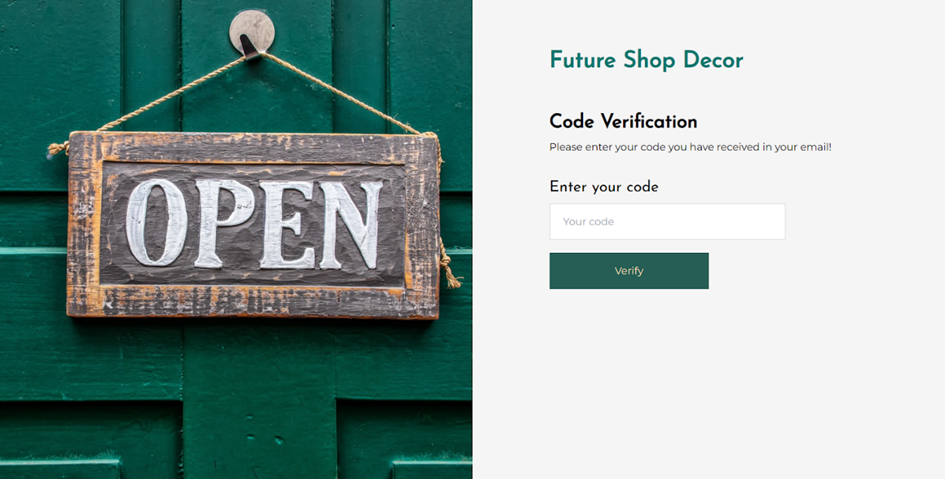 OPEN
Future Shop Decor
Code Verification
Please enter your code you have received in your email!
Enter your code
Your code
Verify